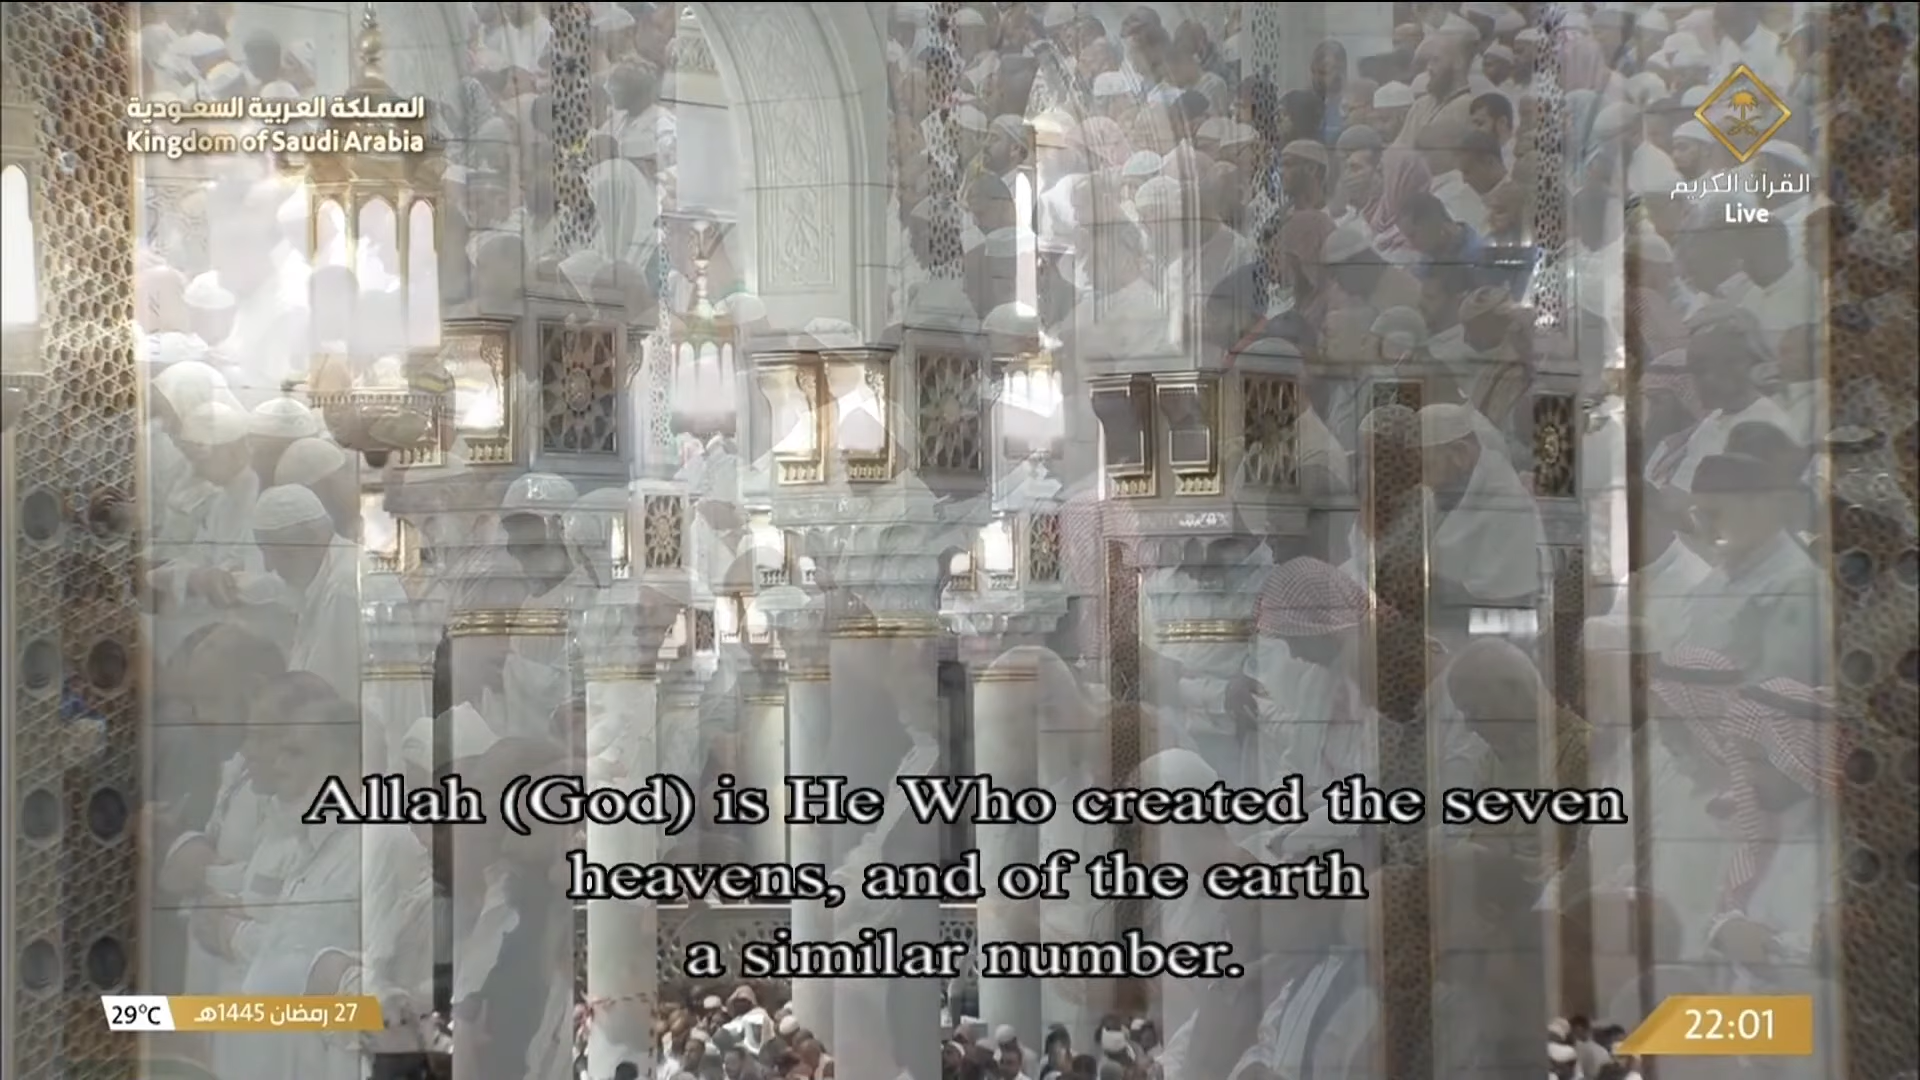 المملكة العربية السعودية
Kingdom of Saudi Arabia
القرآن الكريم
Live
Allah (God) is He Who created the seven
heavens, and of the earth
a similar number.
29°C
27 رمضان 1445هـ
22:01